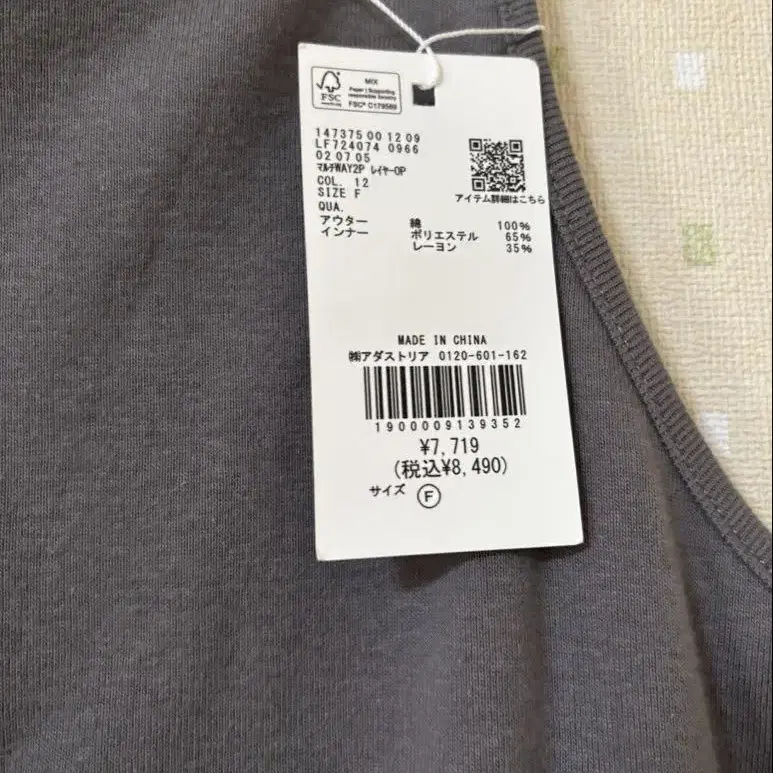 FSC
MIX
Paper | Supporting
responsible forestry
FSC® C179569
147375 00 12 09
LF724074 0966
02 07 05
ﾏﾙﾁWAY2P ﾚｲﾔｰOP
COL. 12
SIZE F
QUA.
アイテム詳細はこちら
アウター 綿 100%
インナー ポリエステル 65%
レーヨン 35%
MADE IN CHINA
㈱アダストリア 0120-601-162
1900009139352
¥7,719
(税込¥8,490)
サイズ Ⓕ